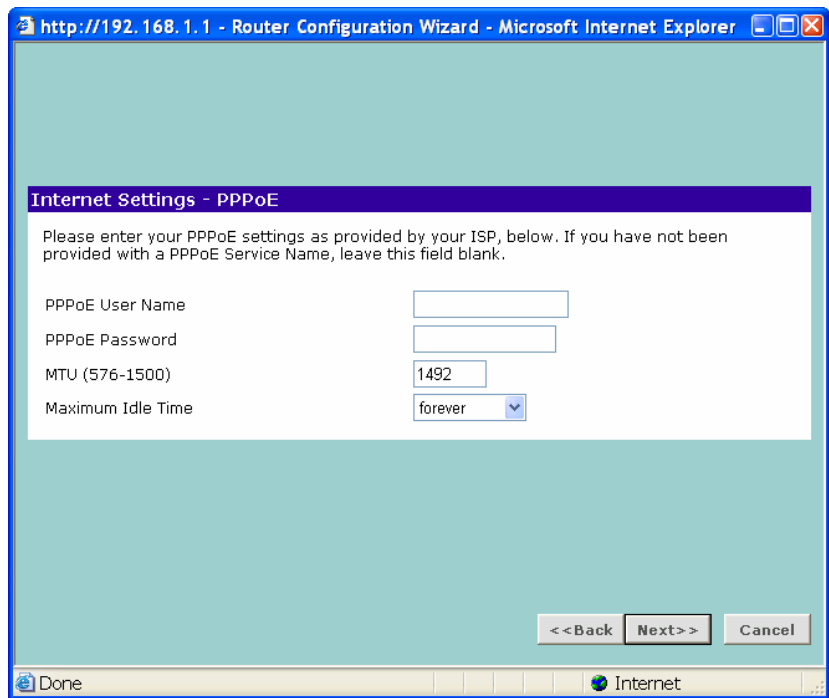 http://192.168.1.1 - Router Configuration Wizard - Microsoft Internet Explorer
Internet Settings - PPPoE
Please enter your PPPoE settings as provided by your ISP, below. If you have not been
provided with a PPPoE Service Name, leave this field blank.
PPPoE User Name
PPPoE Password
MTU (576-1500) 1492
Maximum Idle Time forever
<<Back Next>> Cancel
Done Internet